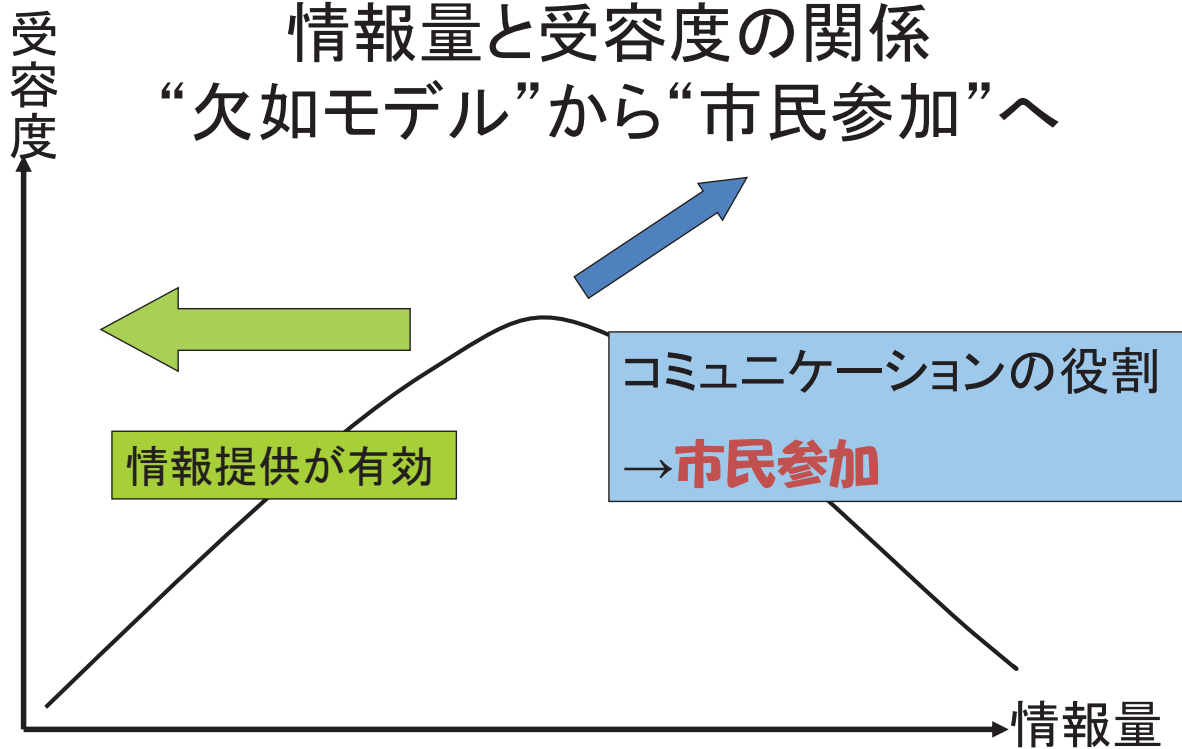 受容度
情報量と受容度の関係
“欠如モデル”から“市民参加”へ
コミュニケーションの役割
→市民参加
情報提供が有効
情報量